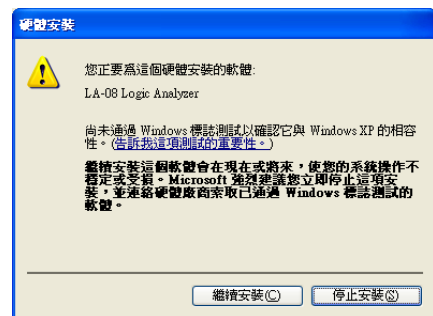 硬體安裝
您正要為這個硬體安裝的軟體:
LA-08 Logic Analyzer
尚未通過 Windows 標誌測試以確認它與 Windows XP 的相容
性。(告訴我這項測試的重要性。)
繼續安裝這個軟體會在現在或將來,使您的系統操作不
穩定或受損。Microsoft 強烈建議您立即停止這項安
裝,並連絡硬體廠商索取已通過 Windows 標誌測試的
軟體。
繼續安裝(C)
停止安裝(S)